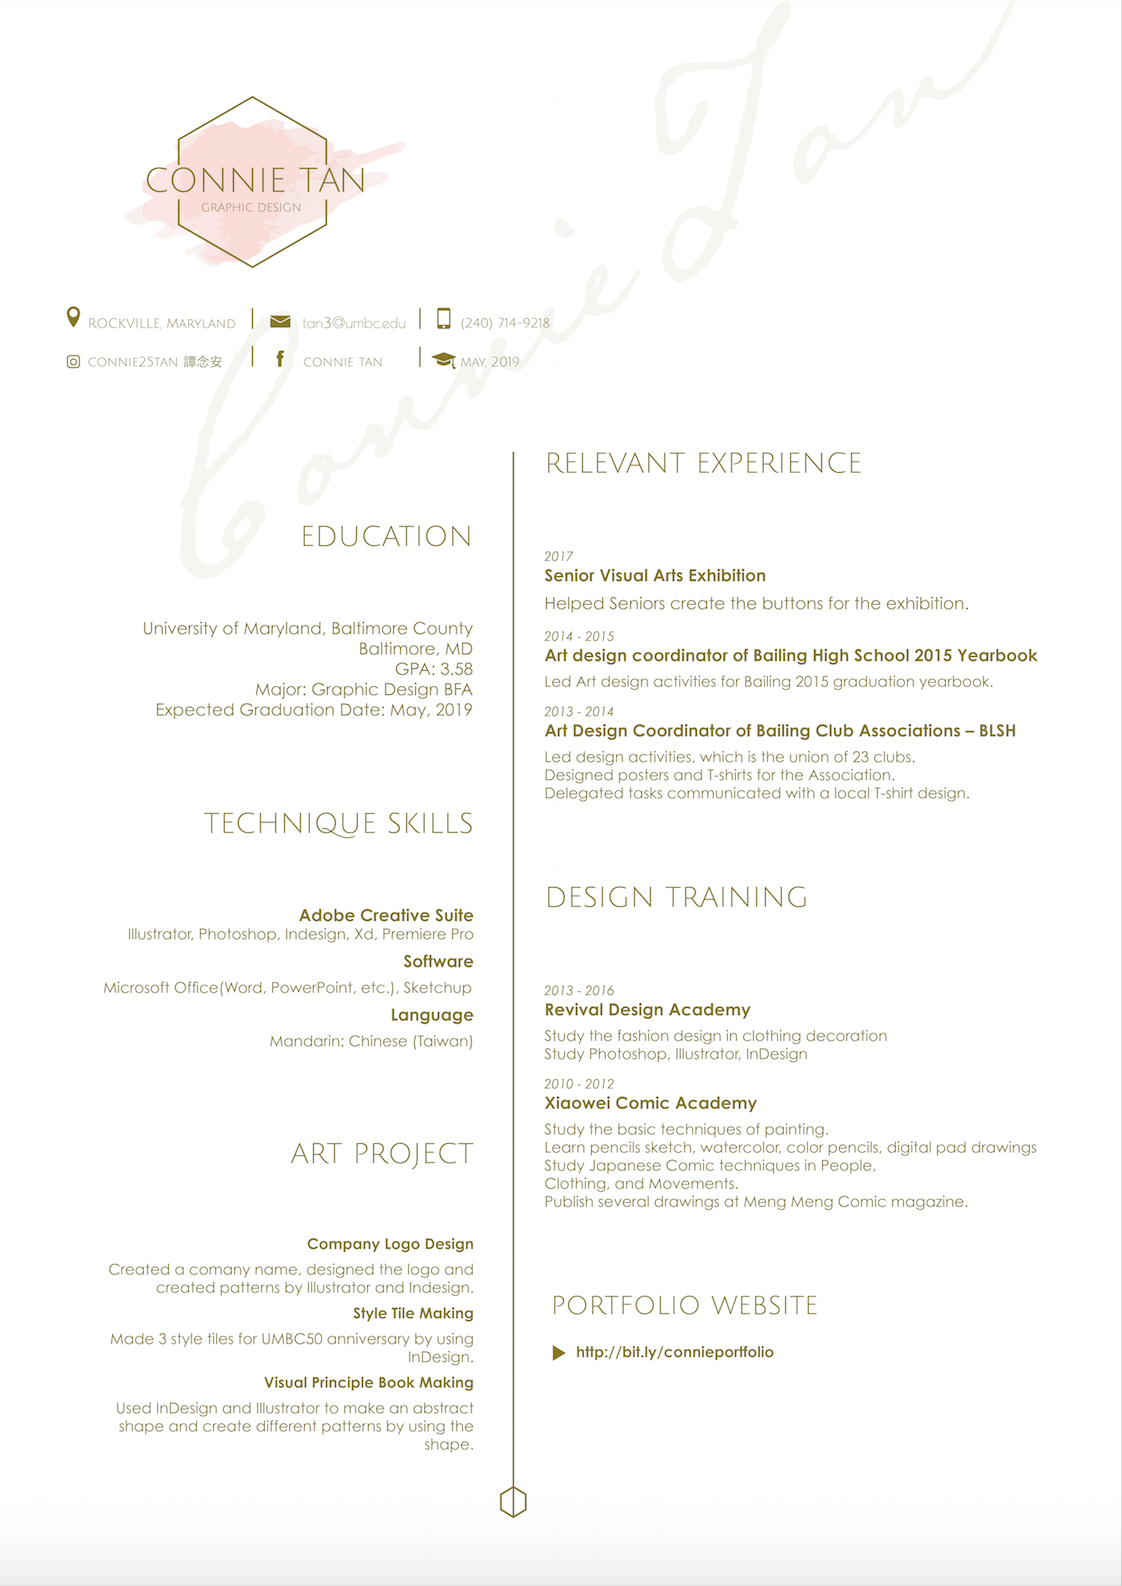 Connie Tan
CONNIE TAN
GRAPHIC DESIGN
ROCKVILLE, MARYLAND
tan3@umbc.edu
(240) 714-9218
CONNIE25TAN 譚念安
CONNIE TAN
MAY, 2019
EDUCATION
University of Maryland, Baltimore County
Baltimore, MD
GPA: 3.58
Major: Graphic Design BFA
Expected Graduation Date: May, 2019
TECHNIQUE SKILLS
Adobe Creative Suite
Illustrator, Photoshop, Indesign, Xd, Premiere Pro
Software
Microsoft Office(Word, PowerPoint, etc.), Sketchup
Language
Mandarin: Chinese (Taiwan)
ART PROJECT
Company Logo Design
Created a comany name, designed the logo and
created patterns by Illustrator and Indesign.
Style Tile Making
Made 3 style tiles for UMBC50 anniversary by using
InDesign.
Visual Principle Book Making
Used InDesign and Illustrator to make an abstract
shape and create different patterns by using the
shape.
RELEVANT EXPERIENCE
2017
Senior Visual Arts Exhibition
Helped Seniors create the buttons for the exhibition.
2014 - 2015
Art design coordinator of Bailing High School 2015 Yearbook
Led Art design activities for Bailing 2015 graduation yearbook.
2013 - 2014
Art Design Coordinator of Bailing Club Associations – BLSH
Led design activities, which is the union of 23 clubs.
Designed posters and T-shirts for the Association.
Delegated tasks communicated with a local T-shirt design.
DESIGN TRAINING
2013 - 2016
Revival Design Academy
Study the fashion design in clothing decoration
Study Photoshop, Illustrator, InDesign
2010 - 2012
Xiaowei Comic Academy
Study the basic techniques of painting.
Learn pencils sketch, watercolor, color pencils, digital pad drawings
Study Japanese Comic techniques in People,
Clothing, and Movements.
Publish several drawings at Meng Meng Comic magazine.
PORTFOLIO WEBSITE
http://bit.ly/connieportfolio